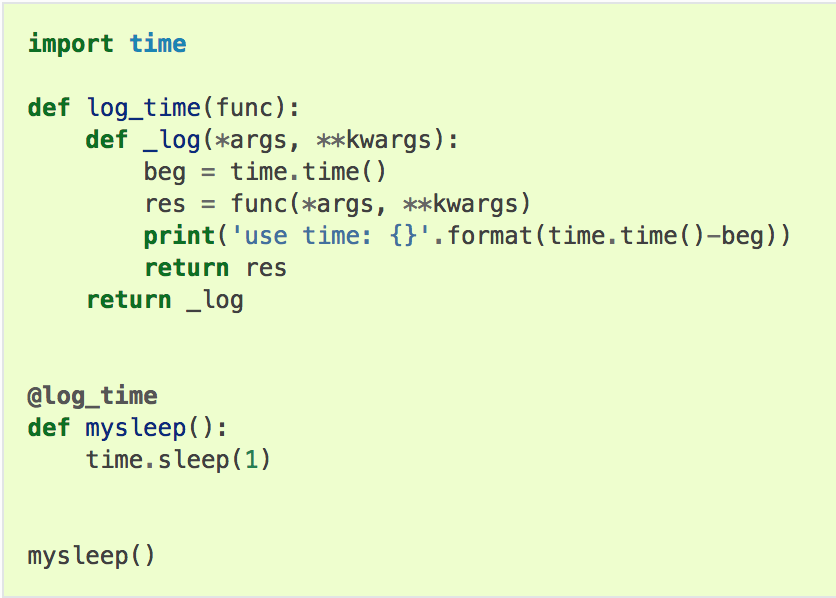 import time
def log_time(func):
    def _log(*args, **kwargs):
        beg = time.time()
        res = func(*args, **kwargs)
        print('use time: {}'.format(time.time()-beg))
        return res
    return _log
@log_time
def mysleep():
    time.sleep(1)
mysleep()